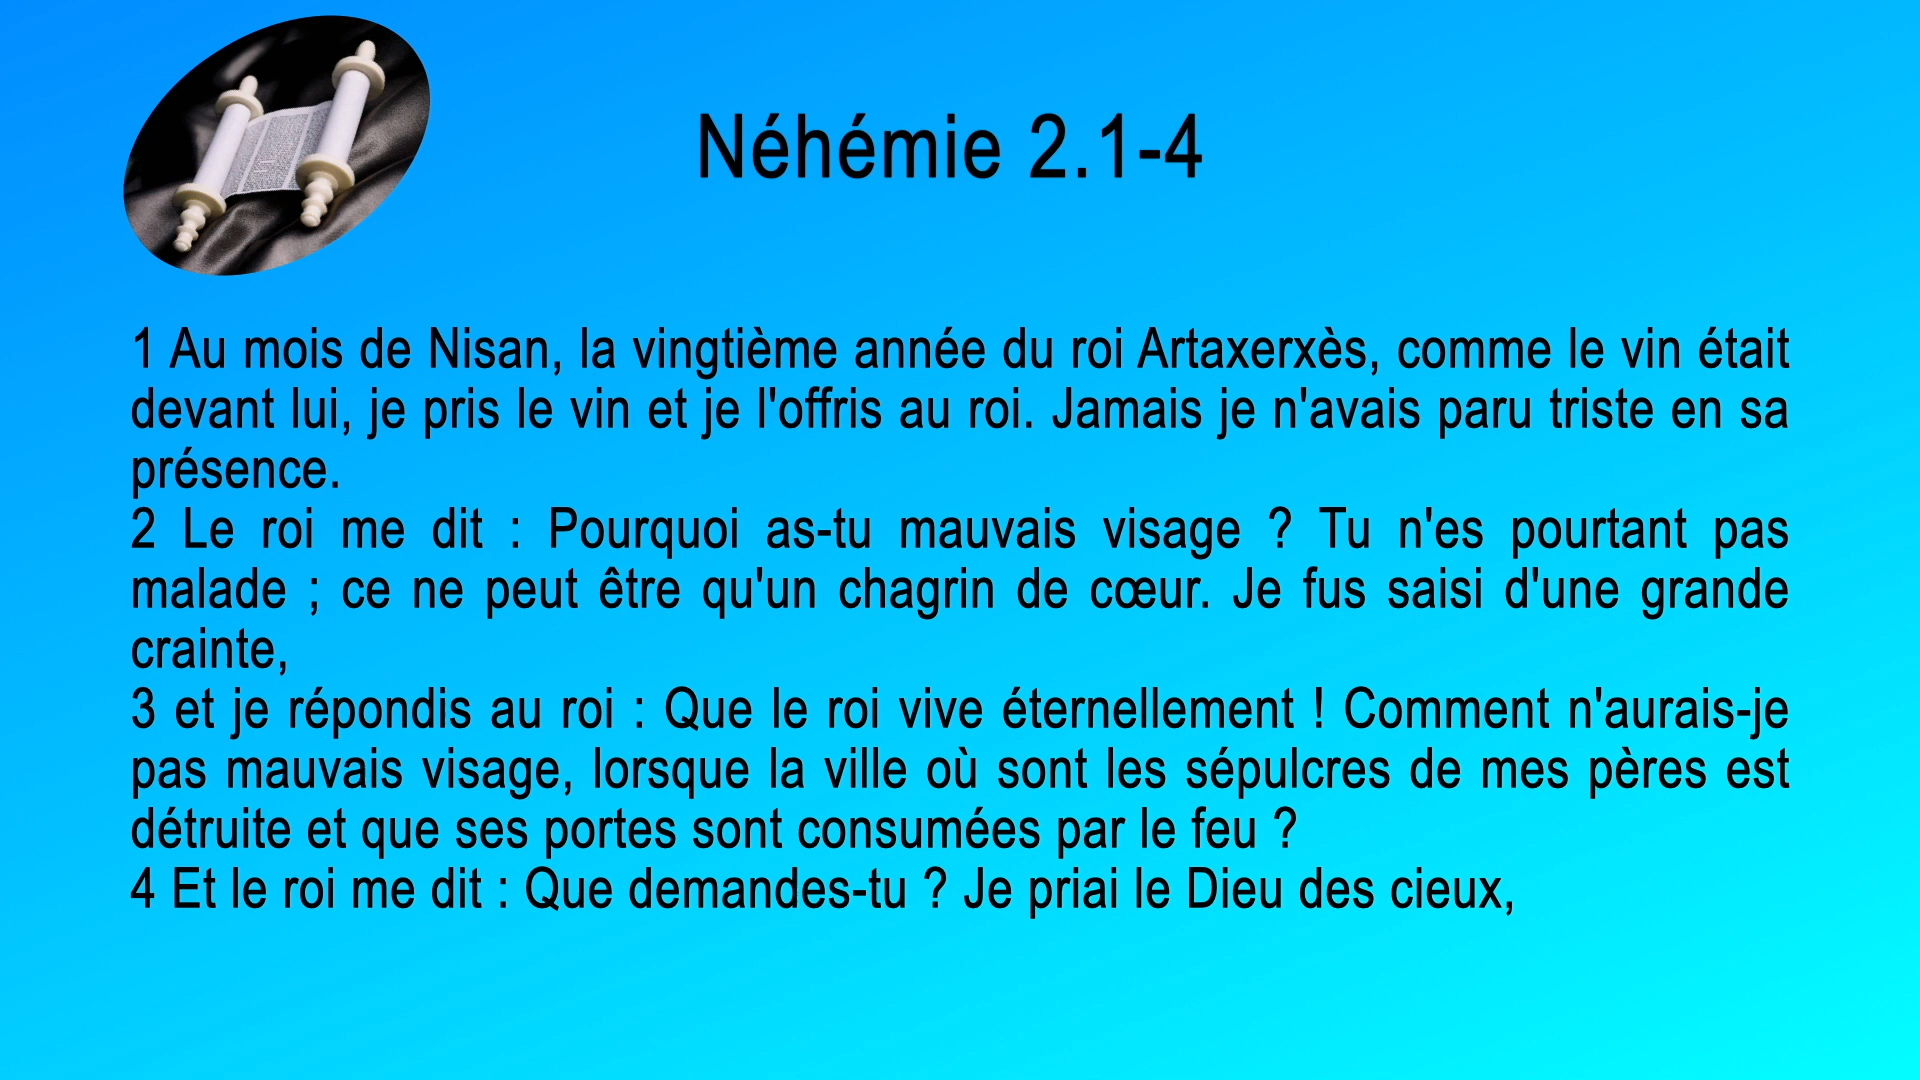 Néhémie 2.1-4
1 Au mois de Nisan, la vingtième année du roi Artaxerxès, comme le vin était
devant lui, je pris le vin et je l'offris au roi. Jamais je n'avais paru triste en sa
présence.
2 Le roi me dit : Pourquoi as-tu mauvais visage ? Tu n'es pourtant pas
malade ; ce ne peut être qu'un chagrin de cœur. Je fus saisi d'une grande
crainte,
3 et je répondis au roi : Que le roi vive éternellement ! Comment n'aurais-je
pas mauvais visage, lorsque la ville où sont les sépulcres de mes pères est
détruite et que ses portes sont consumées par le feu ?
4 Et le roi me dit : Que demandes-tu ? Je priai le Dieu des cieux,